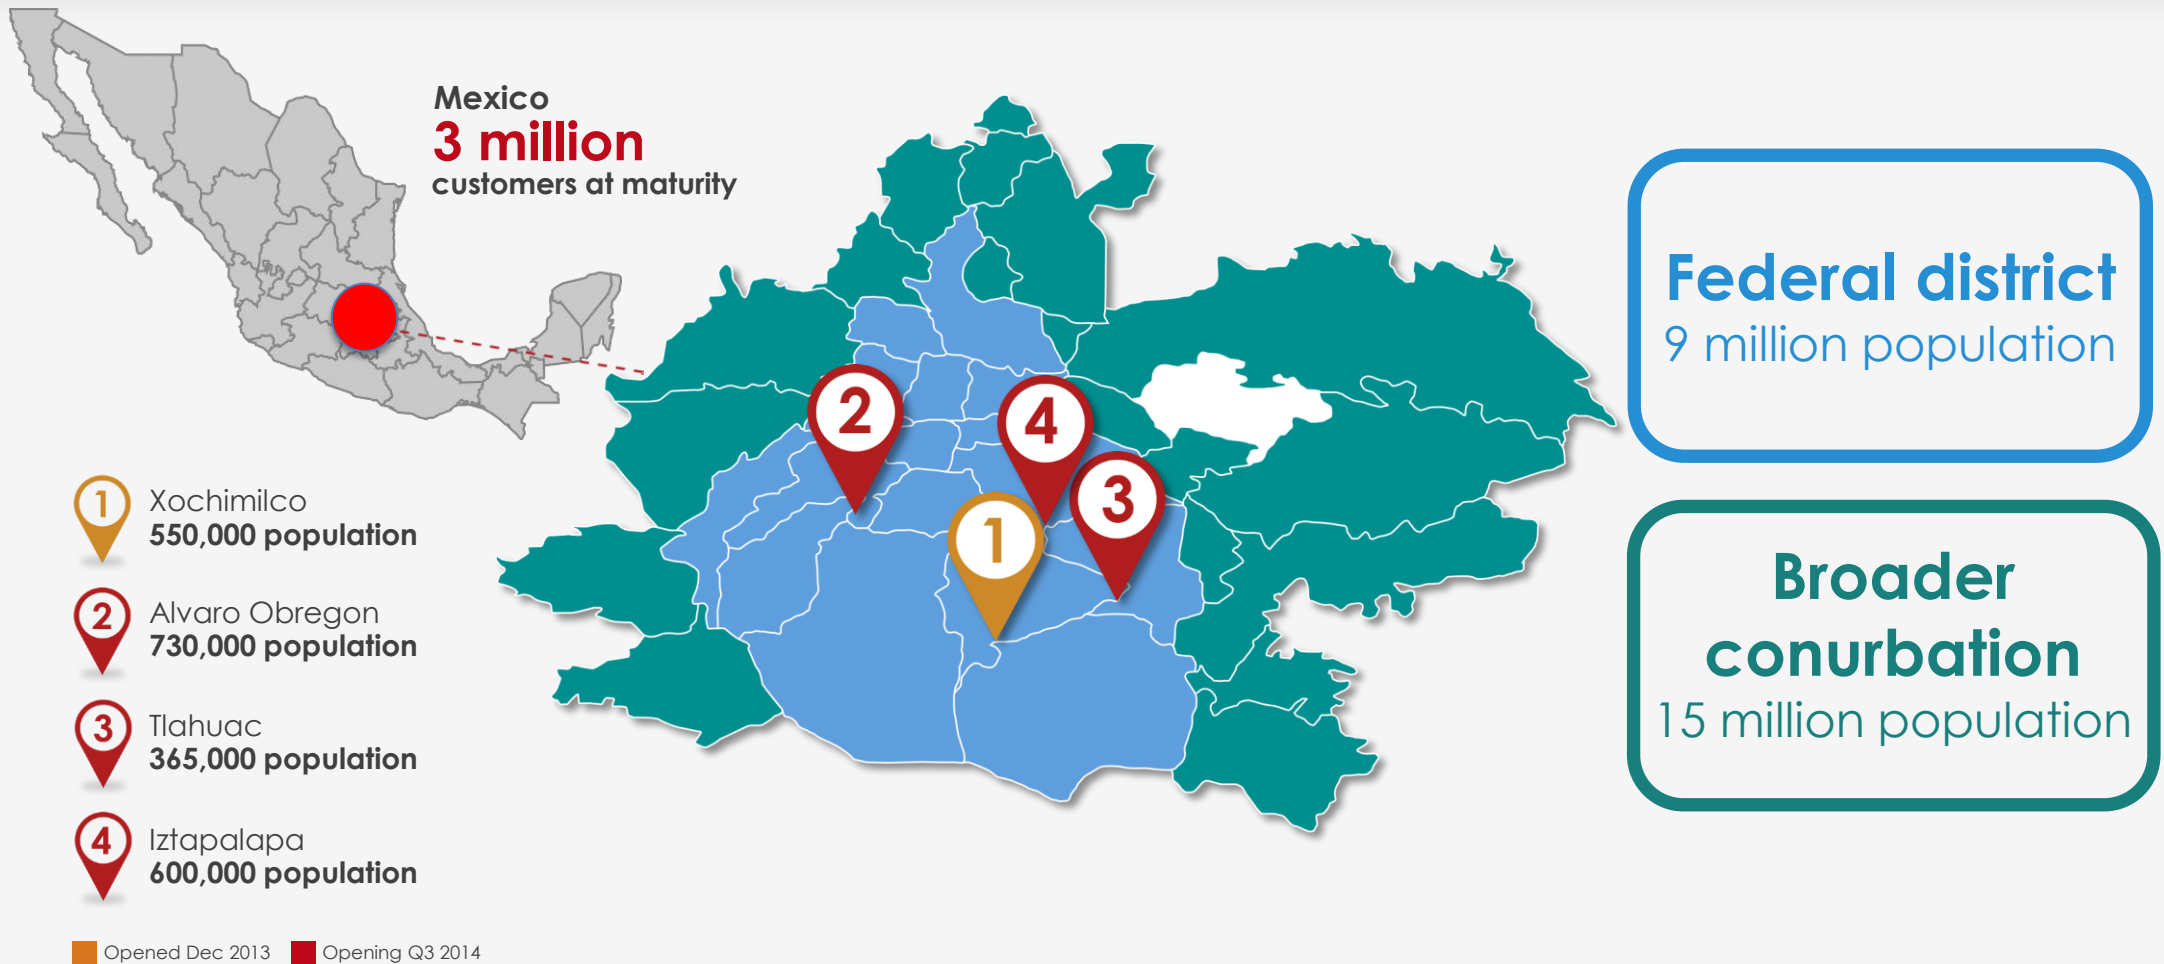 Mexico
3 million
customers at maturity
2
4
3
1
1
Xochimilco
550,000 population
2
Alvaro Obregon
730,000 population
3
Tlahuac
365,000 population
4
Iztapalapa
600,000 population
Opened Dec 2013
Opening Q3 2014
Federal district
9 million population
Broader
conurbation
15 million population